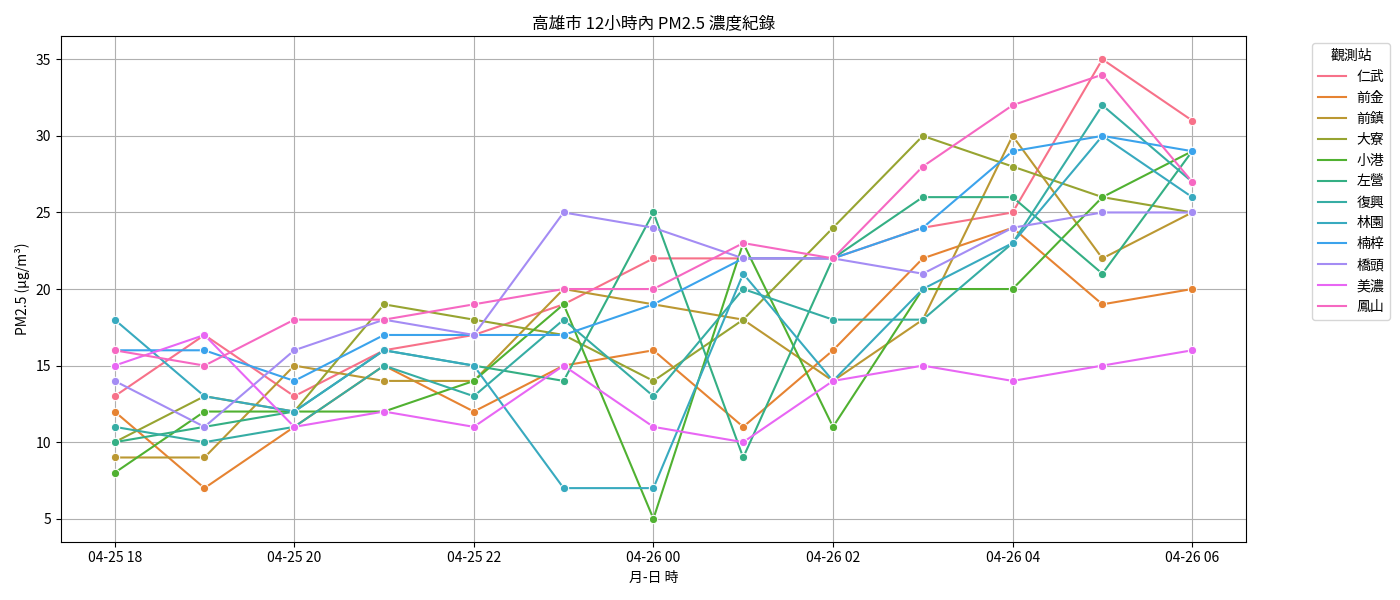 高雄市 12小時內 PM2.5 濃度紀錄
PM2.5 (μg/m³)
35
30
25
20
15
10
5
04-25 18
04-25 20
04-25 22
04-26 00
04-26 02
04-26 04
04-26 06
月-日 時
觀測站
仁武
前金
前鎮
大寮
小港
左營
復興
林園
楠梓
橋頭
美濃
鳳山